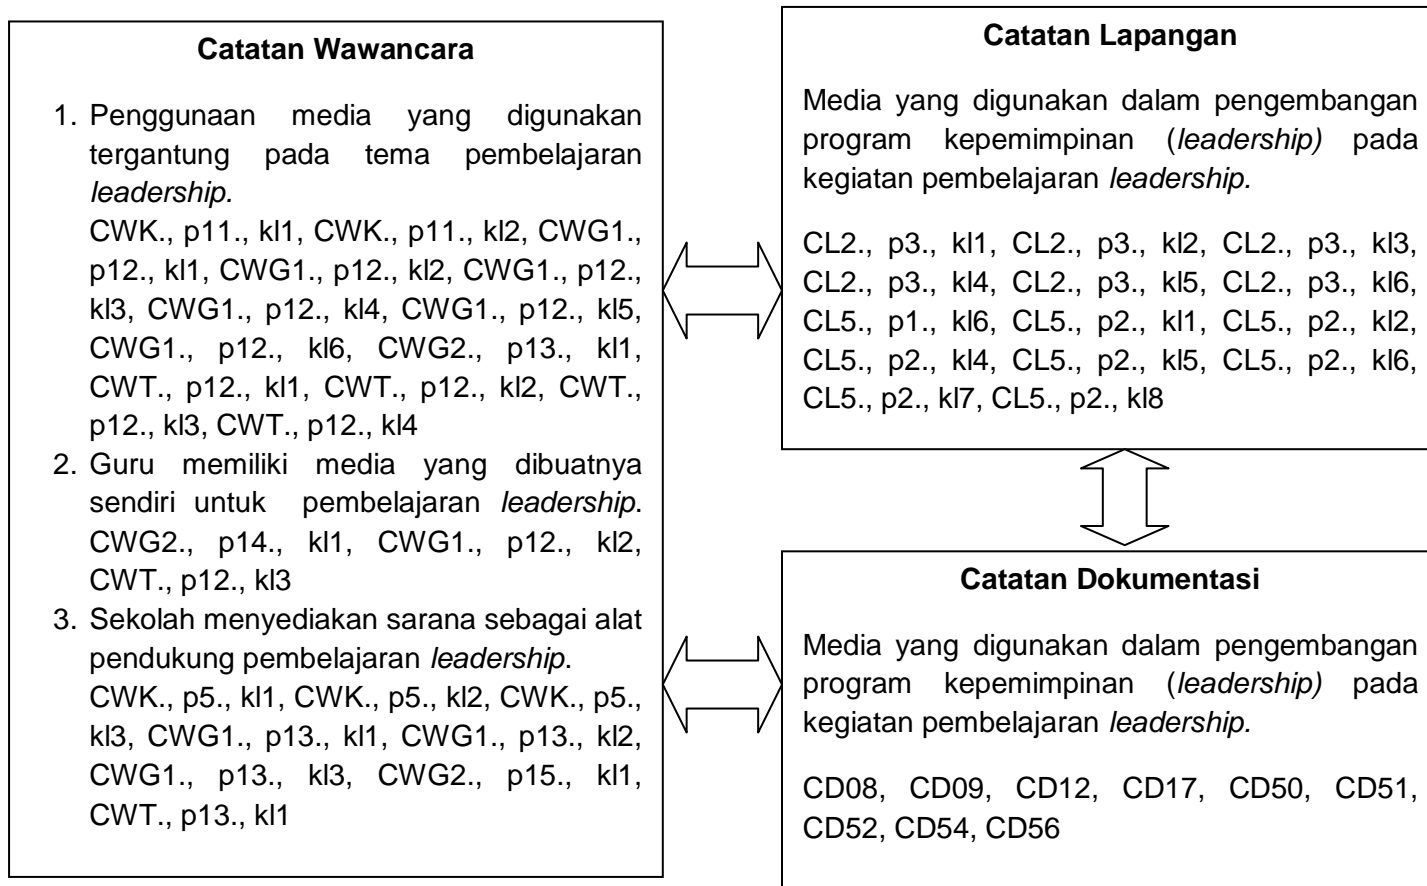 Catatan Wawancara
1. Penggunaan media yang digunakan
tergantung pada tema pembelajaran
leadership.
CWK., p11., kl1, CWK., p11., kl2, CWG1.,
p12., kl1, CWG1., p12., kl2, CWG1., p12.,
kl3, CWG1., p12., kl4, CWG1., p12., kl5,
CWG1., p12., kl6, CWG2., p13., kl1,
CWT., p12., kl1, CWT., p12., kl2, CWT.,
p12., kl3, CWT., p12., kl4
2. Guru memiliki media yang dibuatnya
sendiri untuk pembelajaran leadership.
CWG2., p14., kl1, CWG1., p12., kl2,
CWT., p12., kl3
3. Sekolah menyediakan sarana sebagai alat
pendukung pembelajaran leadership.
CWK., p5., kl1, CWK., p5., kl2, CWK., p5.,
kl3, CWG1., p13., kl1, CWG1., p13., kl2,
CWG1., p13., kl3, CWG2., p15., kl1,
CWT., p13., kl1
Catatan Lapangan
Media yang digunakan dalam pengembangan
program kepemimpinan (leadership) pada
kegiatan pembelajaran leadership.
CL2., p3., kl1, CL2., p3., kl2, CL2., p3., kl3,
CL2., p3., kl4, CL2., p3., kl5, CL2., p3., kl6,
CL5., p1., kl6, CL5., p2., kl1, CL5., p2., kl2,
CL5., p2., kl4, CL5., p2., kl5, CL5., p2., kl6,
CL5., p2., kl7, CL5., p2., kl8
Catatan Dokumentasi
Media yang digunakan dalam pengembangan
program kepemimpinan (leadership) pada
kegiatan pembelajaran leadership.
CD08, CD09, CD12, CD17, CD50, CD51,
CD52, CD54, CD56